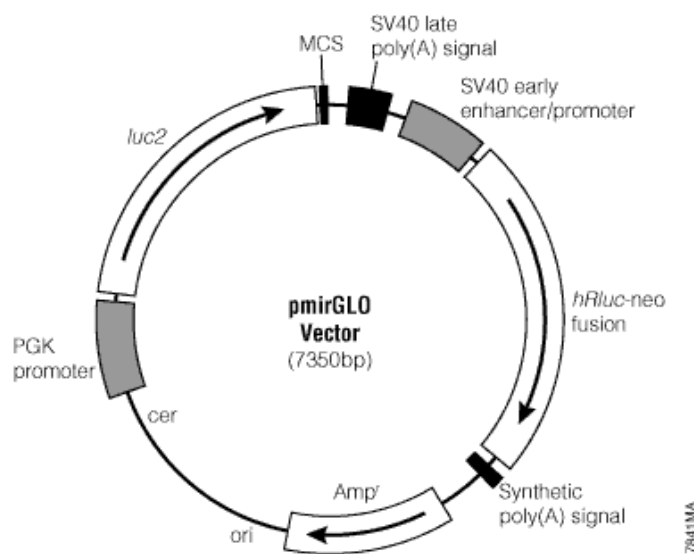 MCS
SV40 late
poly(A) signal
SV40 early
enhancer/promoter
luc2
pmirGLO
Vector
(7350bp)
hRluc-neo
fusion
PGK
promoter
cer
Synthetic
poly(A) signal
Ampʳ
ori
7941MA